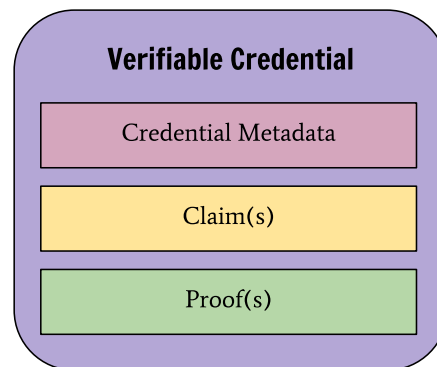 Verifiable Credential
Credential Metadata
Claim(s)
Proof(s)